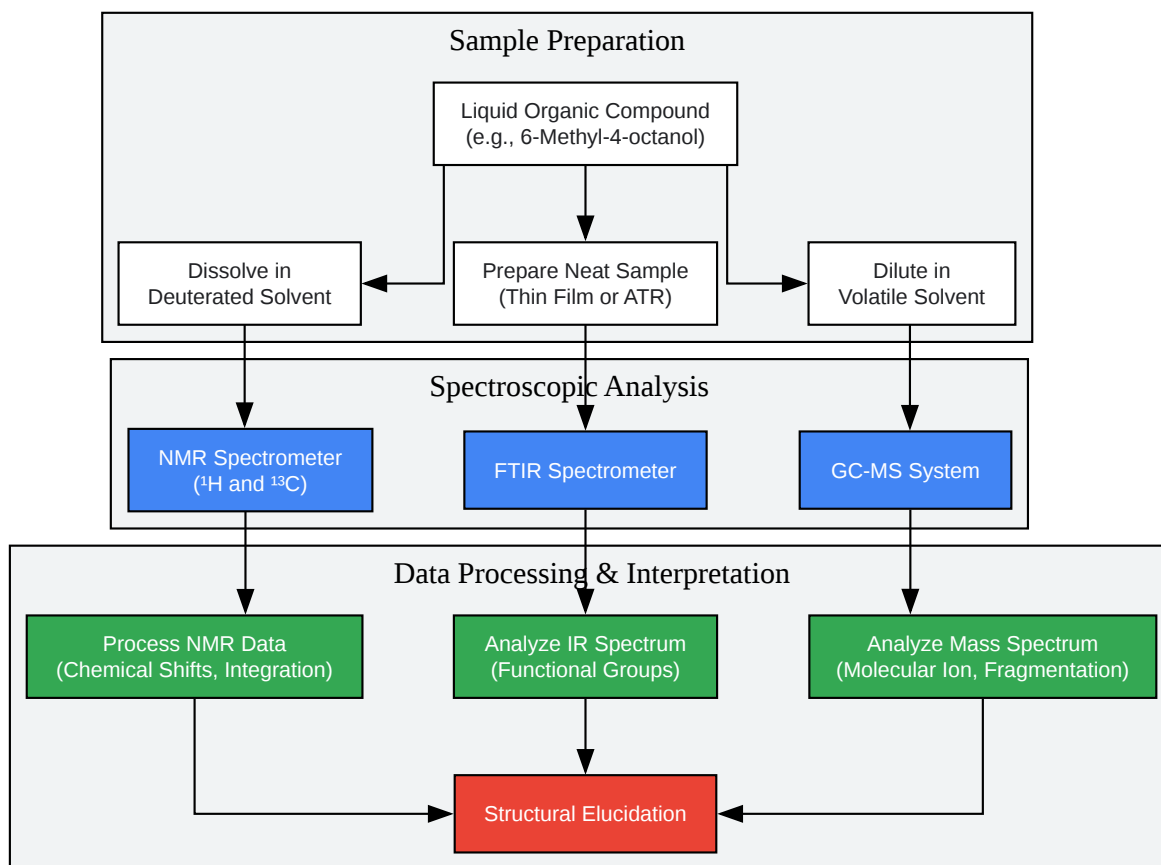 Sample Preparation
Liquid Organic Compound
(e.g., 6-Methyl-4-octanol)
Dissolve in
Deuterated Solvent
Prepare Neat Sample
(Thin Film or ATR)
Dilute in
Volatile Solvent
Spectroscopic Analysis
NMR Spectrometer
(¹H and ¹³C)
FTIR Spectrometer
GC-MS System
Data Processing & Interpretation
Process NMR Data
(Chemical Shifts, Integration)
Analyze IR Spectrum
(Functional Groups)
Analyze Mass Spectrum
(Molecular Ion, Fragmentation)
Structural Elucidation